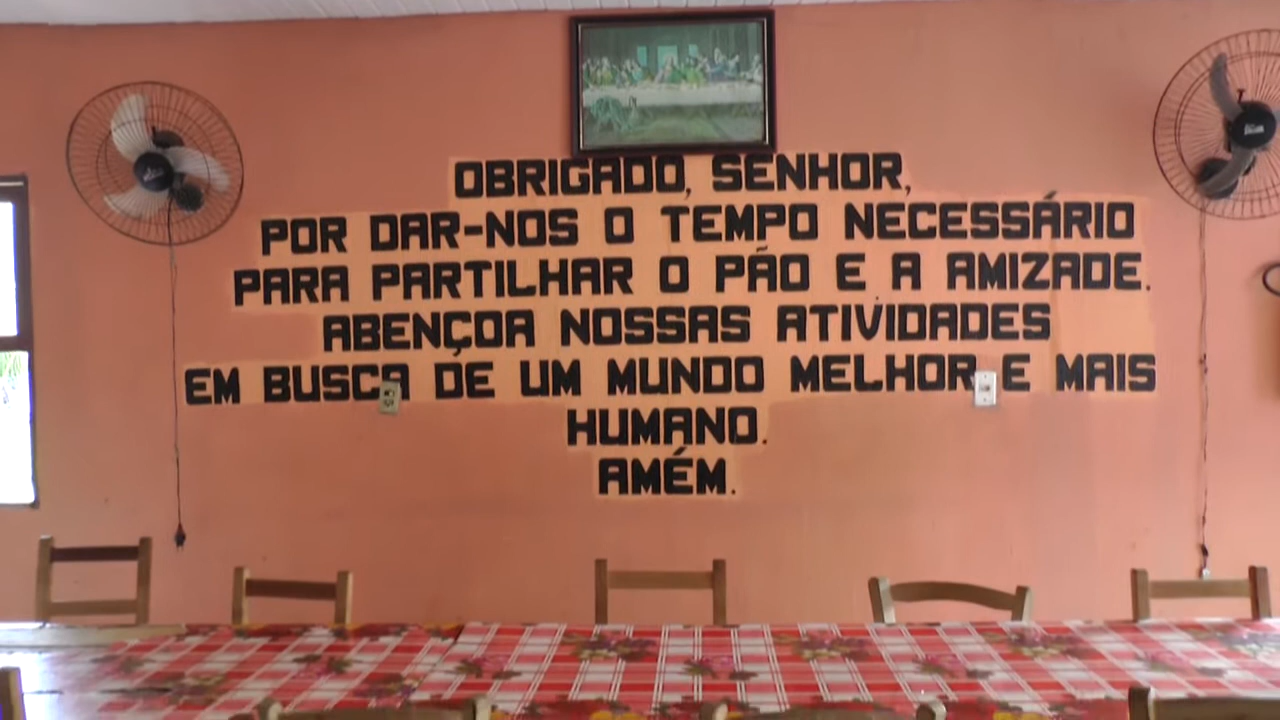 OBRIGADO, SENHOR,
POR DAR-NOS O TEMPO NECESSÁRIO
PARA PARTILHAR O PÃO E A AMIZADE.
ABENÇOA NOSSAS ATIVIDADES
EM BUSCA DE UM MUNDO MELHOR E MAIS
HUMANO.
AMÉM.